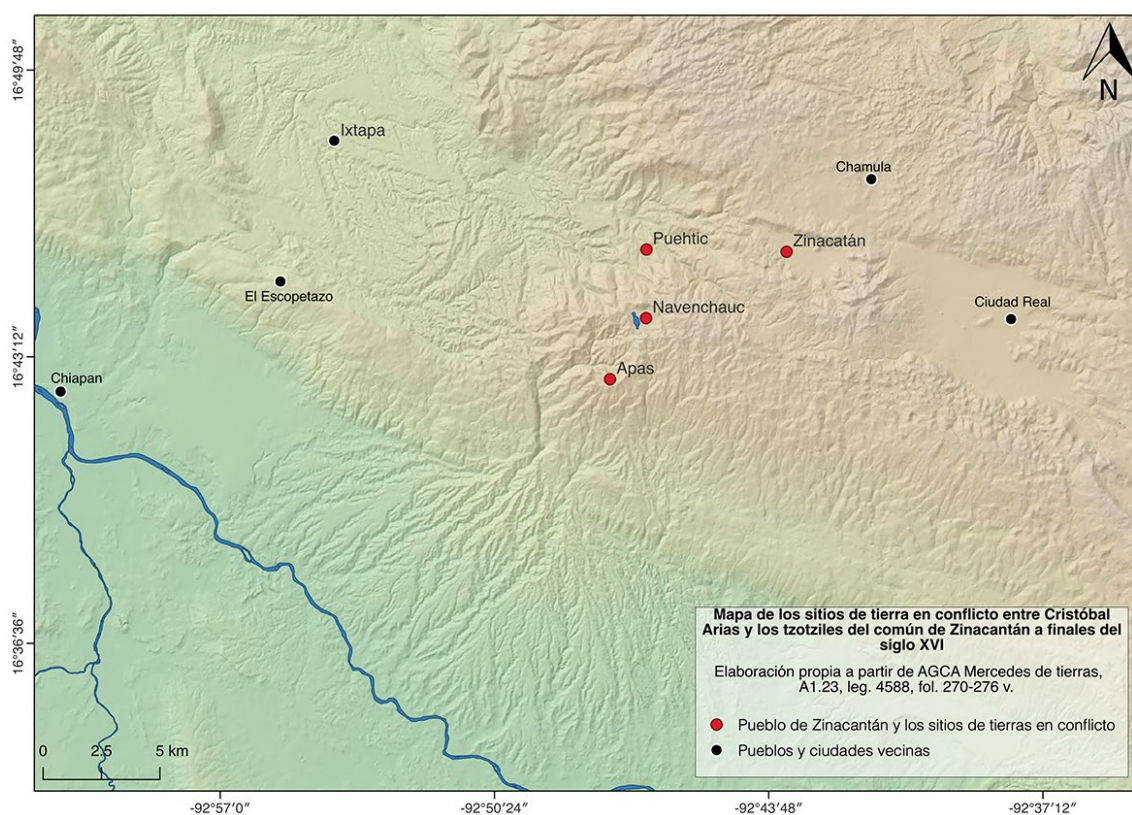 16°49′48″
16°43′12″
16°36′36″
N
Ixtapa
Chamula
Puehtic
Zinacatán
El Escopetazo
Navenchauc
Ciudad Real
Chiapan
Apas
Mapa de los sitios de tierra en conflicto entre Cristóbal
Arias y los tzotziles del común de Zinacantán a finales del
siglo XVI
Elaboración propia a partir de AGCA Mercedes de tierras,
A1.23, leg. 4588, fol. 270-276 v.
Pueblo de Zinacantán y los sitios de tierras en conflicto
Pueblos y ciudades vecinas
0 2.5 5 km
-92°57′0″ -92°50′24″ -92°43′48″ -92°37′12″